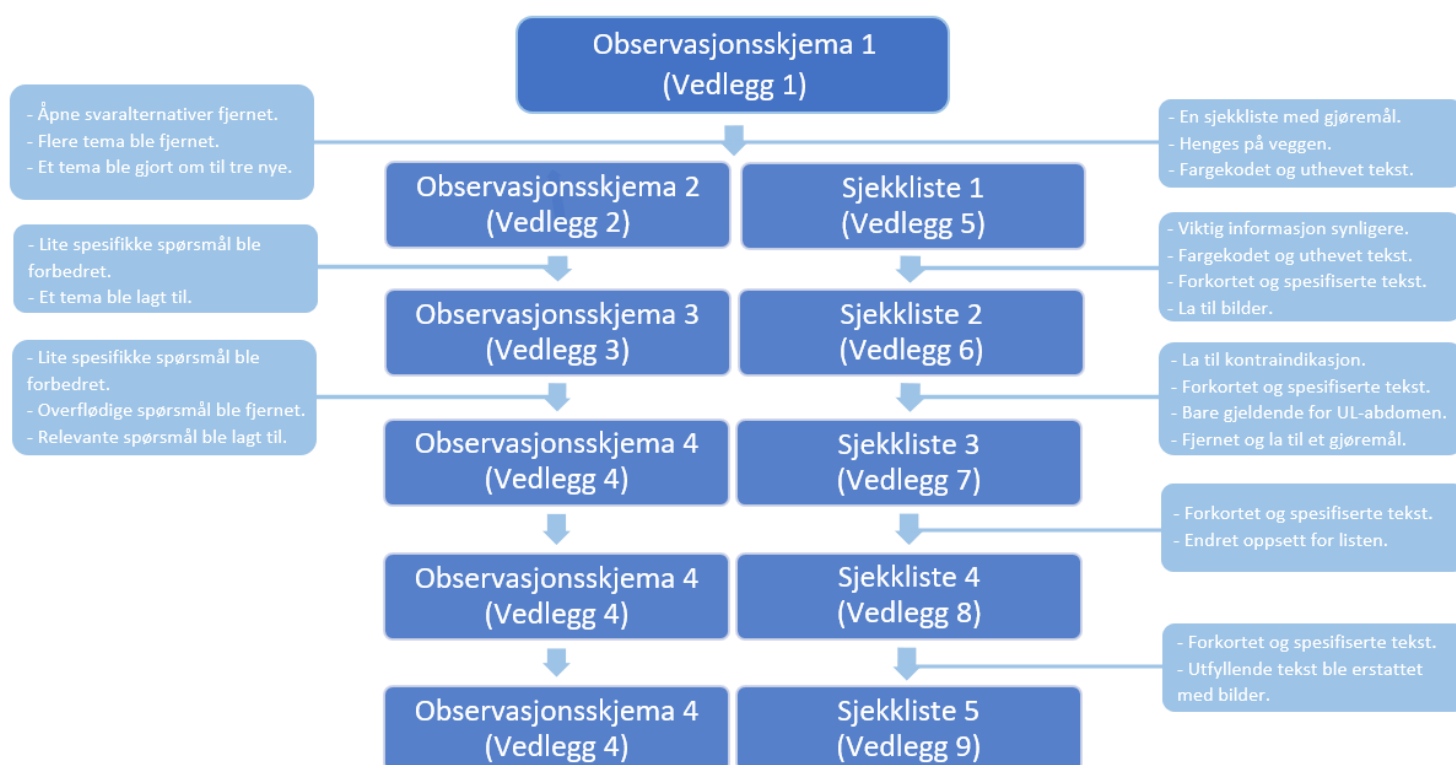 Observasjonsskjema 1
(Vedlegg 1)
- Åpne svaralternativer fjernet.
- Flere tema ble fjernet.
- Et tema ble gjort om til tre nye.
- En sjekkliste med gjøremål.
- Henges på veggen.
- Fargekodet og uthevet tekst.
Observasjonsskjema 2
(Vedlegg 2)
Sjekkliste 1
(Vedlegg 5)
- Lite spesifikke spørsmål ble
forbedret.
- Et tema ble lagt til.
- Viktig informasjon synligere.
- Fargekodet og uthevet tekst.
- Forkortet og spesifiserte tekst.
- La til bilder.
Observasjonsskjema 3
(Vedlegg 3)
Sjekkliste 2
(Vedlegg 6)
- Lite spesifikke spørsmål ble
forbedret.
- Overflødige spørsmål ble fjernet.
- Relevante spørsmål ble lagt til.
- La til kontraindikasjon.
- Forkortet og spesifiserte tekst.
- Bare gjeldende for UL-abdomen.
- Fjernet og la til et gjøremål.
Observasjonsskjema 4
(Vedlegg 4)
Sjekkliste 3
(Vedlegg 7)
- Forkortet og spesifiserte tekst.
- Endret oppsett for listen.
Observasjonsskjema 4
(Vedlegg 4)
Sjekkliste 4
(Vedlegg 8)
- Forkortet og spesifiserte tekst.
- Utfyllende tekst ble erstattet
med bilder.
Observasjonsskjema 4
(Vedlegg 4)
Sjekkliste 5
(Vedlegg 9)